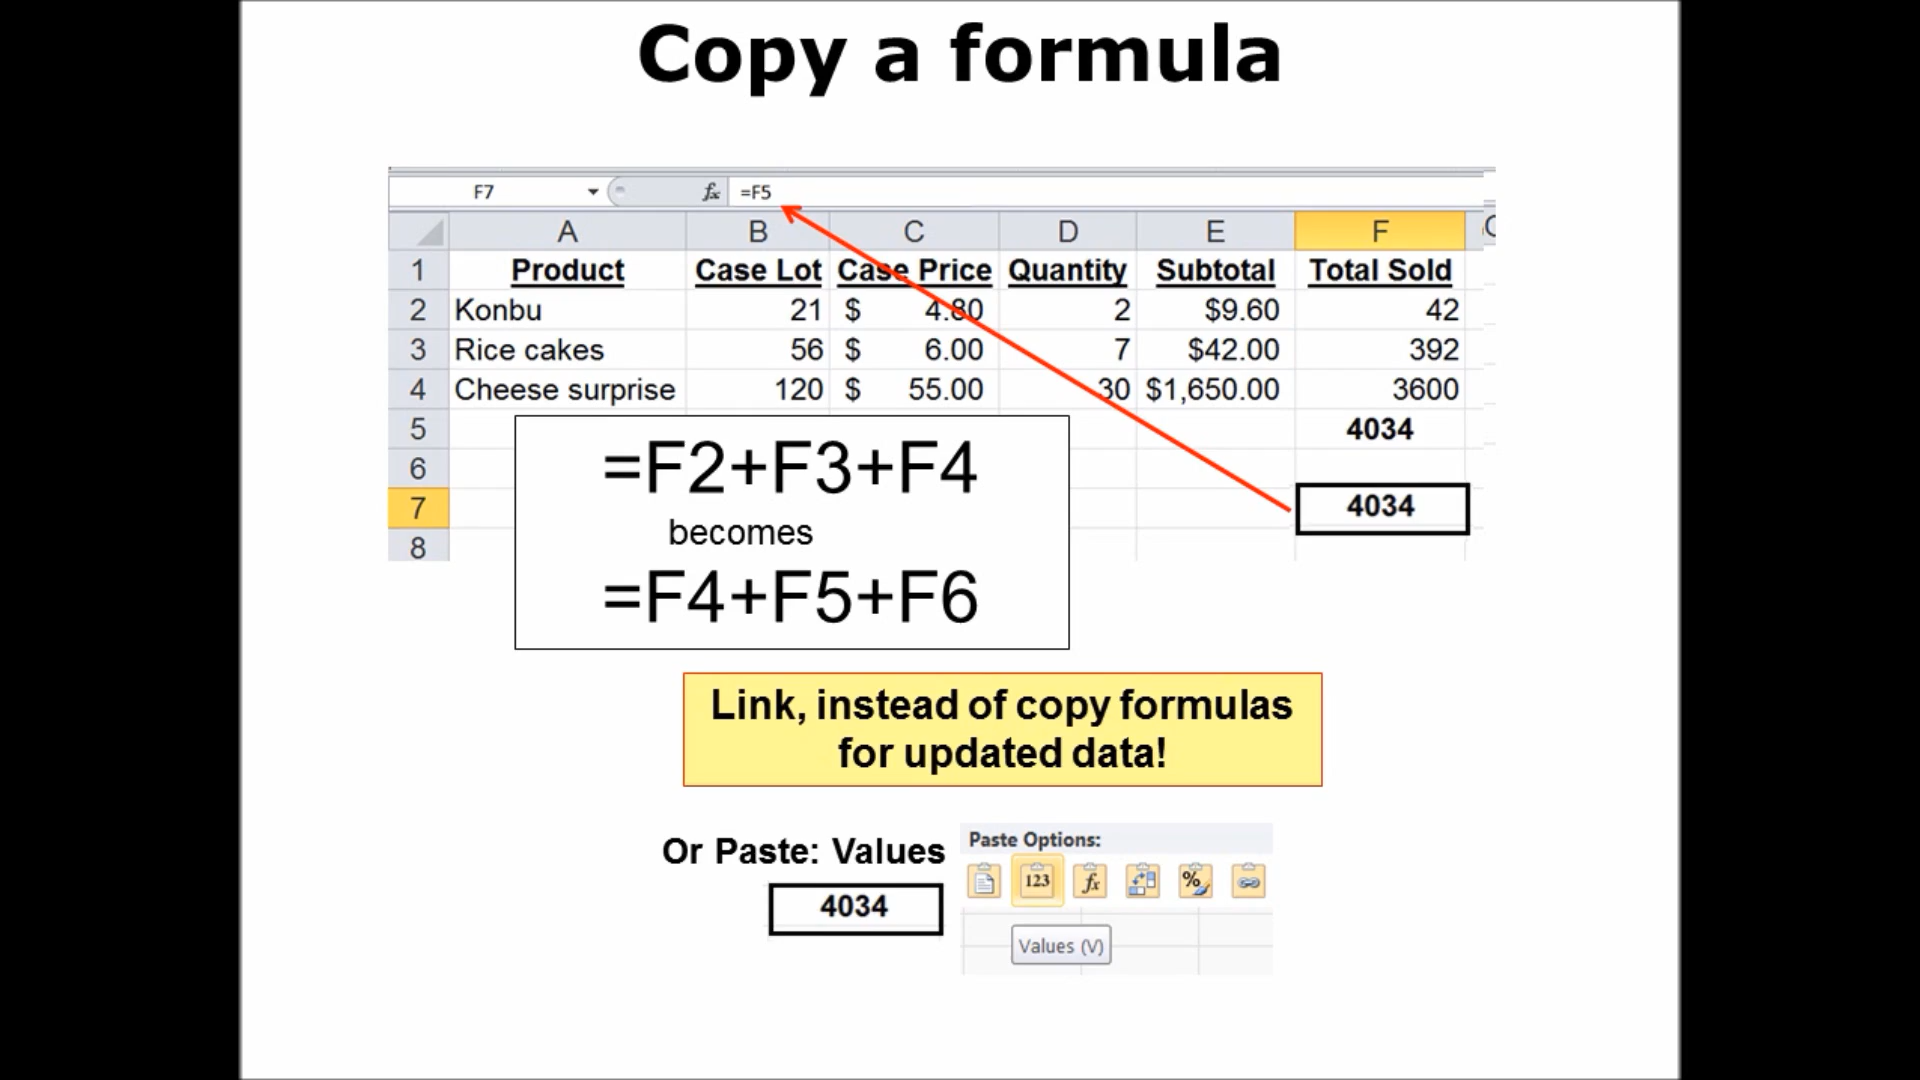 Copy a formula
F7 fx =F5
A B C D E F
1 Product Case Lot Case Price Quantity Subtotal Total Sold
2 Konbu 21 $ 4.80 2 $9.60 42
3 Rice cakes 56 $ 6.00 7 $42.00 392
4 Cheese surprise 120 $ 55.00 30 $1,650.00 3600
5 4034
6
7 4034
8
=F2+F3+F4
becomes
=F4+F5+F6
Link, instead of copy formulas
for updated data!
Or Paste: Values
4034
Paste Options:
123 fx %
Values (V)